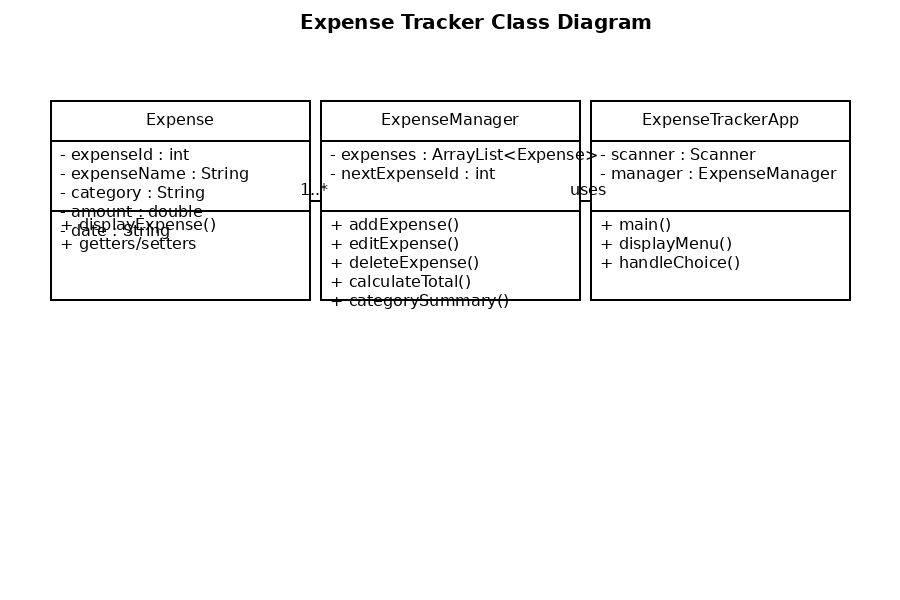 Expense Tracker Class Diagram
Expense
- expenseId : int
- expenseName : String
- category : String
- amount : double
- date : String
+ displayExpense()
+ getters/setters
1..*
ExpenseManager
- expenses : ArrayList<Expense>
- nextExpenseId : int
+ addExpense()
+ editExpense()
+ deleteExpense()
+ calculateTotal()
+ categorySummary()
uses
ExpenseTrackerApp
- scanner : Scanner
- manager : ExpenseManager
+ main()
+ displayMenu()
+ handleChoice()